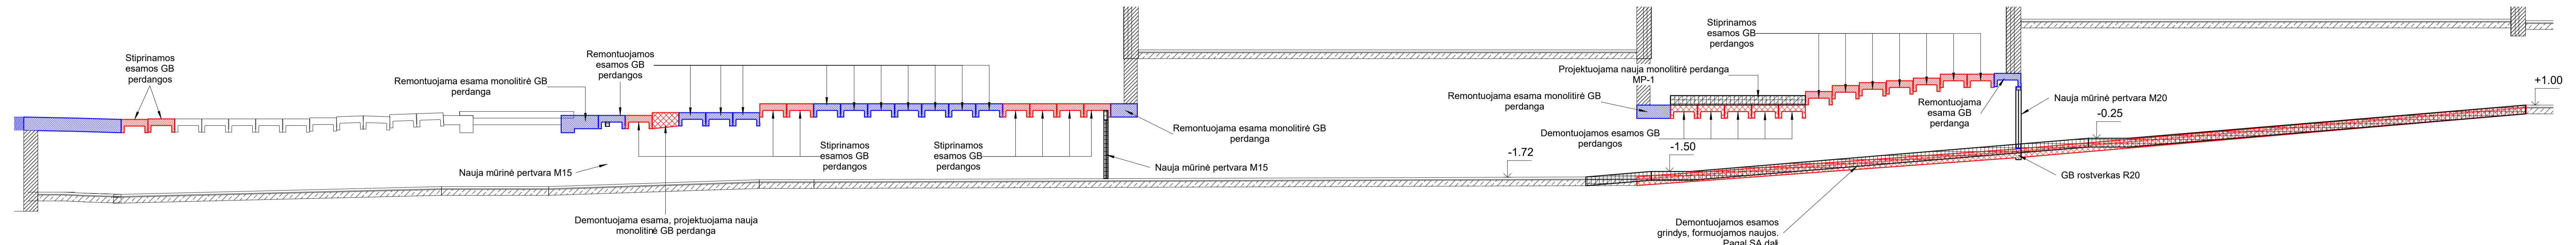 Stiprinamos
esamos GB
perdangos
Remontuojama esama monolitirė GB
perdanga
Remontuojamos
esamos GB
perdangos
Nauja mūrinė pertvara M15
Demontuojama esama, projektuojama nauja
monolitinė GB perdanga
Stiprinamos
esamos GB
perdangos
Stiprinamos
esamos GB
perdangos
Nauja mūrinė pertvara M15
Remontuojama esama monolitirė GB
perdanga
Remontuojama esama monolitirė GB
perdanga
Projektuojama nauja monolitirė perdanga
MP-1
Demontuojamos esamos GB
perdangos
Stiprinamos
esamos GB
perdangos
Remontuojama
esama GB
perdanga
-1.72
-1.50
-0.25
+1.00
Nauja mūrinė pertvara M20
GB rostverkas R20
Demontuojamos esamos
grindys, formuojamos naujos.
Pagal SA dalį